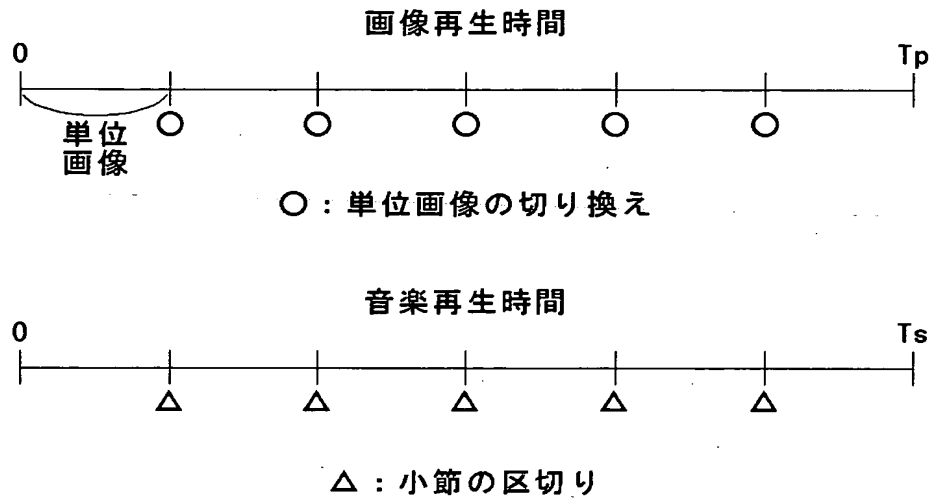 画像再生時間
0 Tp
単位
画像
○：単位画像の切り換え
音楽再生時間
0 Ts
△：小節の区切り